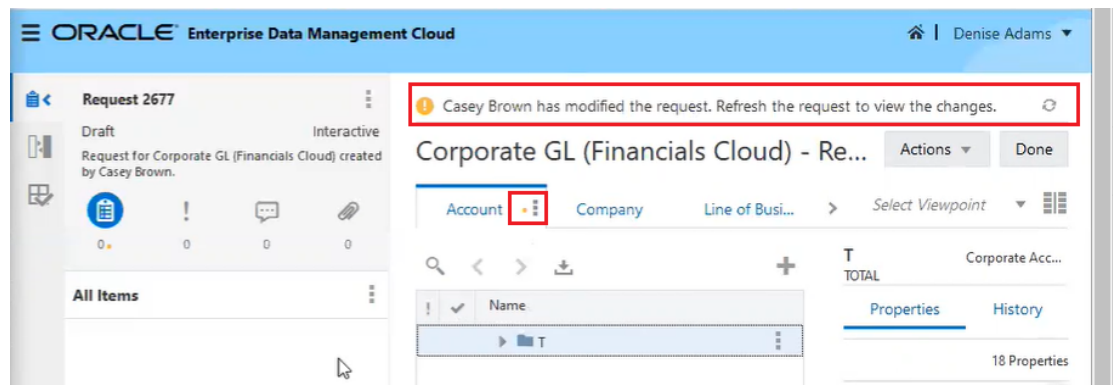 ORACLE® Enterprise Data Management Cloud
Denise Adams
Request 2677
Draft
Interactive
Request for Corporate GL (Financials Cloud) created
by Casey Brown.
0
0
0
0
All Items
Casey Brown has modified the request. Refresh the request to view the changes.
Corporate GL (Financials Cloud) - Re...
Actions
Done
Account
Company
Line of Busi...
Select Viewpoint
! Name
T
T
TOTAL
Corporate Acc...
Properties
History
18 Properties